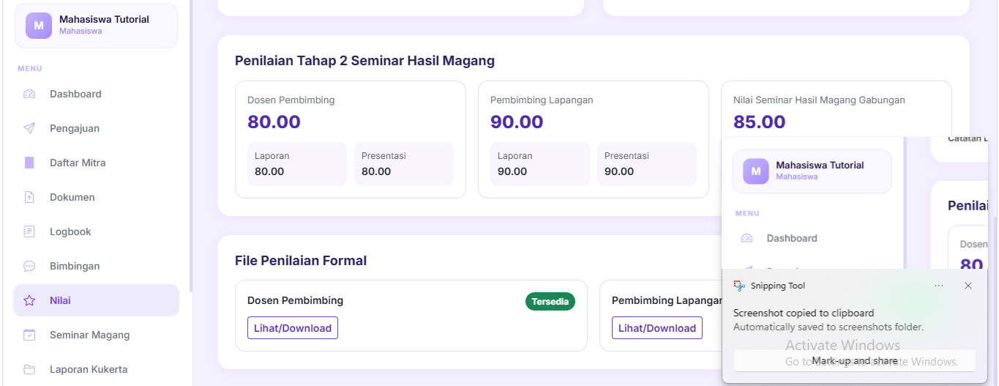 M
Mahasiswa Tutorial
Mahasiswa
MENU
Dashboard
Pengajuan
Daftar Mitra
Dokumen
Logbook
Bimbingan
Nilai
Seminar Magang
Laporan Kukerta
Penilaian Tahap 2 Seminar Hasil Magang
Dosen Pembimbing
80.00
Laporan
80.00
Presentasi
80.00
Pembimbing Lapangan
90.00
Laporan
90.00
Presentasi
90.00
Nilai Seminar Hasil Magang Gabungan
85.00
File Penilaian Formal
Dosen Pembimbing
Tersedia
Lihat/Download
Pembimbing Lapangan
Lihat/Download
Catatan L
M
Mahasiswa Tutorial
Mahasiswa
MENU
Dashboard
Penilai
Dosen
80
Snipping Tool
Screenshot copied to clipboard
Automatically saved to screenshots folder.
Mark-up and share
Activate Windows
Go to Settings to activate Windows.